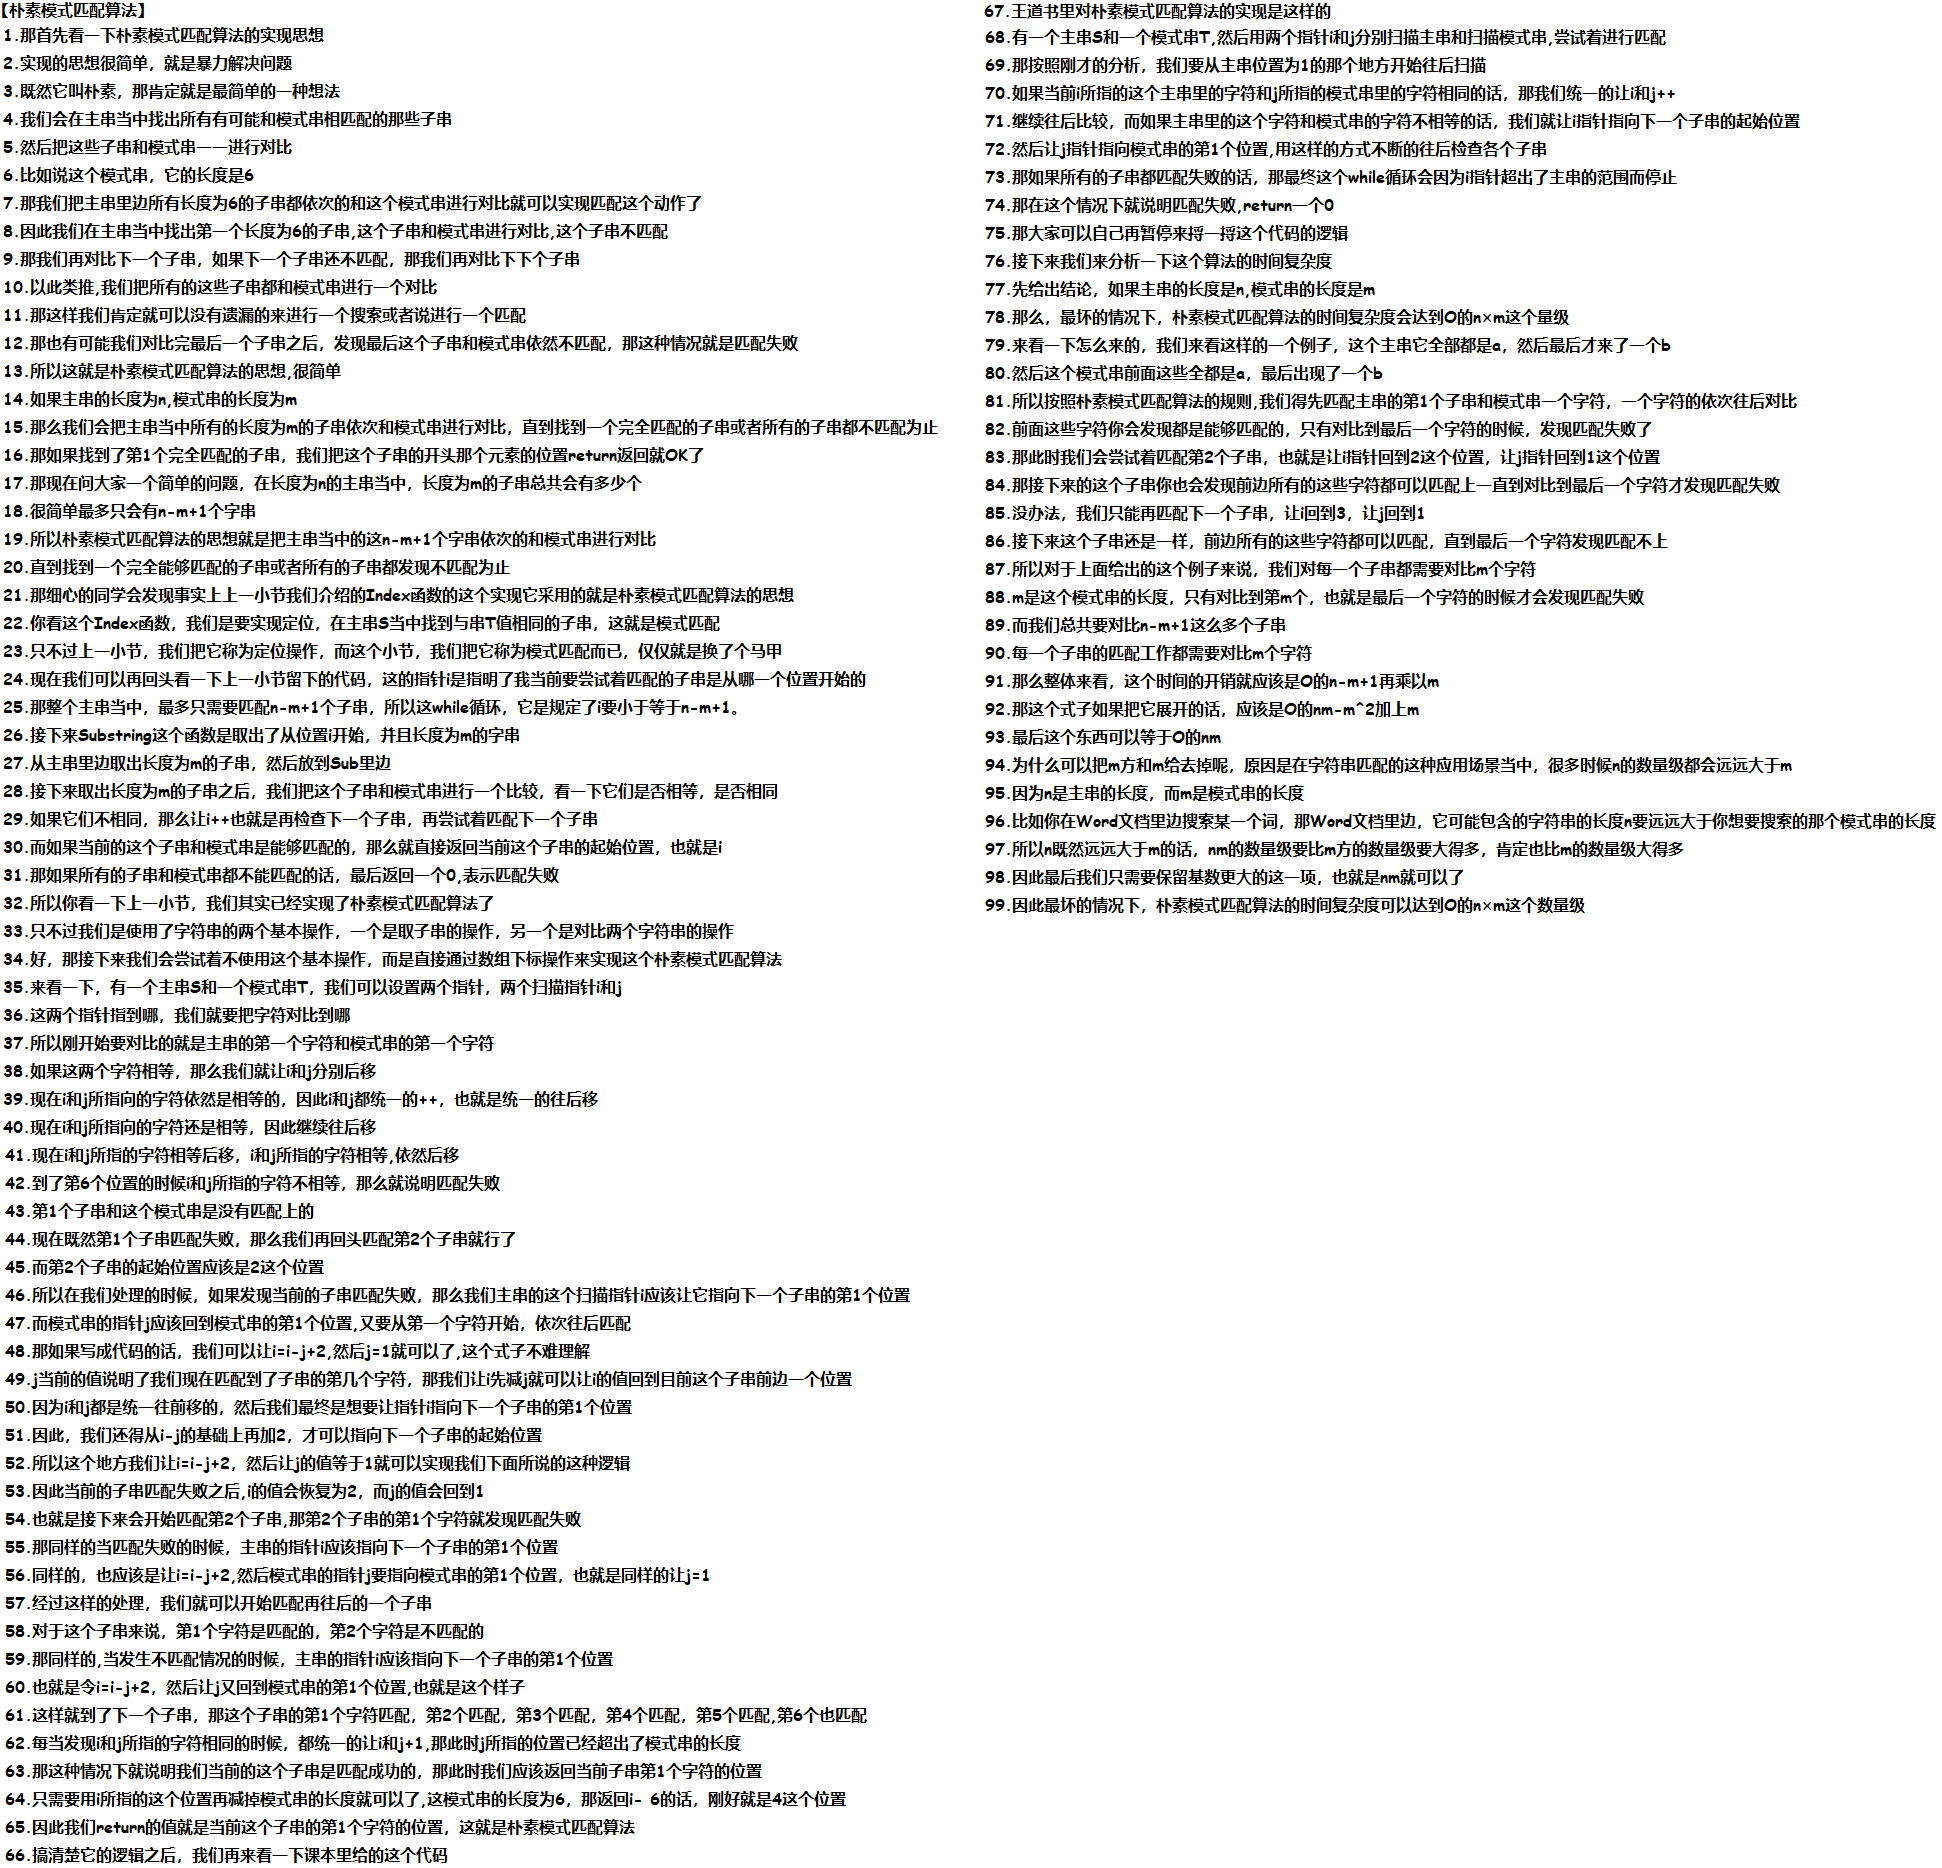 【朴素模式匹配算法】
1.那首先看一下朴素模式匹配算法的实现思想
2.实现的思想很简单，就是暴力解决问题
3.既然它叫朴素，那肯定就是最简单的一种想法
4.我们会在主串当中找出所有有可能和模式串相匹配的那些子串
5.然后把这些子串和模式串一一进行对比
6.比如说这个模式串，它的长度是6
7.那我们把主串里边所有长度为6的子串都依次的和这个模式串进行对比就可以实现匹配这个动作了
8.因此我们在主串当中找出第一个长度为6的子串,这个子串和模式串进行对比,这个子串不匹配
9.那我们再对比下一个子串，如果下一个子串还不匹配，那我们再对比下下个子串
10.以此类推,我们把所有的这些子串都和模式串进行一个对比
11.那这样我们肯定就可以没有遗漏的来进行一个搜索或者说进行一个匹配
12.那也有可能我们对比完最后一个子串之后，发现最后这个子串和模式串依然不匹配，那这种情况就是匹配失败
13.所以这就是朴素模式匹配算法的思想,很简单
14.如果主串的长度为n,模式串的长度为m
15.那么我们会把主串当中所有的长度为m的子串依次和模式串进行对比，直到找到一个完全匹配的子串或者所有的子串都不匹配为止
16.那如果找到了第1个完全匹配的子串，我们把这个子串的开头那个元素的位置return返回就OK了
17.那现在问大家一个简单的问题，在长度为n的主串当中，长度为m的子串总共会有多少个
18.很简单最多只会有n-m+1个字串
19.所以朴素模式匹配算法的思想就是把主串当中的这n-m+1个字串依次的和模式串进行对比
20.直到找到一个完全能够匹配的子串或者所有的子串都发现不匹配为止
21.那细心的同学会发现事实上上一小节我们介绍的Index函数的这个实现它采用的就是朴素模式匹配算法的思想
22.你看这个Index函数，我们是要实现定位，在主串S当中找到与串T值相同的子串，这就是模式匹配
23.只不过上一小节，我们把它称为定位操作，而这个小节，我们把它称为模式匹配而已，仅仅就是换了个马甲
24.现在我们可以再回头看一下上一小节留下的代码，这的指针i是指明了我当前要尝试着匹配的子串是从哪一个位置开始的
25.那整个主串当中，最多只需要匹配n-m+1个子串，所以这while循环，它是规定了i要小于等于n-m+1。
26.接下来Substring这个函数是取出了从位置i开始，并且长度为m的字串
27.从主串里边取出长度为m的子串，然后放到Sub里边
28.接下来取出长度为m的子串之后，我们把这个子串和模式串进行一个比较，看一下它们是否相等，是否相同
29.如果它们不相同，那么让i++也就是再检查下一个子串，再尝试着匹配下一个子串
30.而如果当前的这个子串和模式串是能够匹配的，那么就直接返回当前这个子串的起始位置，也就是i
31.那如果所有的子串和模式串都不能匹配的话，最后返回一个0,表示匹配失败
32.所以你看一下上一小节，我们其实已经实现了朴素模式匹配算法了
33.只不过我们是使用了字符串的两个基本操作，一个是取子串的操作，另一个是对比两个字符串的操作
34.好，那接下来我们会尝试着不使用这个基本操作，而是直接通过数组下标操作来实现这个朴素模式匹配算法
35.来看一下，有一个主串S和一个模式串T，我们可以设置两个指针，两个扫描指针i和j
36.这两个指针指到哪，我们就要把字符对比到哪
37.所以刚开始要对比的就是主串的第一个字符和模式串的第一个字符
38.如果这两个字符相等，那么我们就让i和j分别后移
39.现在i和j所指向的字符依然是相等的，因此i和j都统一的++，也就是统一的往后移
40.现在i和j所指向的字符还是相等，因此继续往后移
41.现在i和j所指的字符相等后移，i和j所指的字符相等,依然后移
42.到了第6个位置的时候i和j所指的字符不相等，那么就说明匹配失败
43.第1个子串和这个模式串是没有匹配上的
44.现在既然第1个子串匹配失败，那么我们再回头匹配第2个子串就行了
45.而第2个子串的起始位置应该是2这个位置
46.所以在我们处理的时候，如果发现当前的子串匹配失败，那么我们主串的这个扫描指针i应该让它指向下一个子串的第1个位置
47.而模式串的指针j应该回到模式串的第1个位置,又要从第一个字符开始，依次往后匹配
48.那如果写成代码的话，我们可以让i=i-j+2,然后j=1就可以了,这个式子不难理解
49.j当前的值说明了我们现在匹配到了子串的第几个字符，那我们让i先减j就可以让i的值回到目前这个子串前边一个位置
50.因为i和j都是统一往前移的，然后我们最终是想要让指针i指向下一个子串的第1个位置
51.因此，我们还得从i-j的基础上再加2，才可以指向下一个子串的起始位置
52.所以这个地方我们让i=i-j+2，然后让j的值等于1就可以实现我们下面所说的这种逻辑
53.因此当前的子串匹配失败之后,i的值会恢复为2，而j的值会回到1
54.也就是接下来会开始匹配第2个子串,那第2个子串的第1个字符就发现匹配失败
55.那同样的当匹配失败的时候，主串的指针i应该指向下一个子串的第1个位置
56.同样的，也应该是让i=i-j+2,然后模式串的指针j要指向模式串的第1个位置，也就是同样的让j=1
57.经过这样的处理，我们就可以开始匹配再往后的一个子串
58.对于这个子串来说，第1个字符是匹配的，第2个字符是不匹配的
59.那同样的,当发生不匹配情况的时候，主串的指针i应该指向下一个子串的第1个位置
60.也就是令i=i-j+2，然后让j又回到模式串的第1个位置,也就是这个样子
61.这样就到了下一个子串，那这个子串的第1个字符匹配，第2个匹配，第3个匹配，第4个匹配，第5个匹配,第6个也匹配
62.每当发现i和j所指的字符相同的时候，都统一的让i和j+1,那此时j所指的位置已经超出了模式串的长度
63.那这种情况下就说明我们当前的这个子串是匹配成功的，那此时我们应该返回当前子串第1个字符的位置
64.只需要用i所指的这个位置再减掉模式串的长度就可以了,这模式串的长度为6，那返回i- 6的话，刚好就是4这个位置
65.因此我们return的值就是当前这个子串的第1个字符的位置，这就是朴素模式匹配算法
66.搞清楚它的逻辑之后，我们再来看一下课本里给的这个代码
67.王道书里对朴素模式匹配算法的实现是这样的
68.有一个主串S和一个模式串T,然后用两个指针i和j分别扫描主串和扫描模式串,尝试着进行匹配
69.那按照刚才的分析，我们要从主串位置为1的那个地方开始往后扫描
70.如果当前i所指的这个主串里的字符和j所指的模式串里的字符相同的话，那我们统一的让i和j++
71.继续往后比较，而如果主串里的这个字符和模式串的字符不相等的话，我们就让i指针指向下一个子串的起始位置
72.然后让j指针指向模式串的第1个位置,用这样的方式不断的往后检查各个子串
73.那如果所有的子串都匹配失败的话，那最终这个while循环会因为i指针超出了主串的范围而停止
74.那在这个情况下就说明匹配失败,return一个0
75.那大家可以自己再暂停来捋一捋这个代码的逻辑
76.接下来我们来分析一下这个算法的时间复杂度
77.先给出结论，如果主串的长度是n,模式串的长度是m
78.那么，最坏的情况下，朴素模式匹配算法的时间复杂度会达到O的n×m这个量级
79.来看一下怎么来的，我们来看这样的一个例子，这个主串它全部都是a，然后最后才来了一个b
80.然后这个模式串前面这些全都是a，最后出现了一个b
81.所以按照朴素模式匹配算法的规则,我们得先匹配主串的第1个子串和模式串一个字符，一个字符的依次往后对比
82.前面这些字符你会发现都是能够匹配的，只有对比到最后一个字符的时候，发现匹配失败了
83.那此时我们会尝试着匹配第2个子串，也就是让i指针回到2这个位置，让j指针回到1这个位置
84.那接下来的这个子串你也会发现前边所有的这些字符都可以匹配上一直到对比到最后一个字符才发现匹配失败
85.没办法，我们只能再匹配下一个子串，让i回到3，让j回到1
86.接下来这个子串还是一样，前边所有的这些字符都可以匹配，直到最后一个字符发现匹配不上
87.所以对于上面给出的这个例子来说，我们对每一个子串都需要对比m个字符
88.m是这个模式串的长度，只有对比到第m个，也就是最后一个字符的时候才会发现匹配失败
89.而我们总共要对比n-m+1这么多个子串
90.每一个子串的匹配工作都需要对比m个字符
91.那么整体来看，这个时间的开销就应该是O的n-m+1再乘以m
92.那这个式子如果把它展开的话，应该是O的nm-m^2加上m
93.最后这个东西可以等于O的nm
94.为什么可以把m方和m给去掉呢，原因是在字符串匹配的这种应用场景当中，很多时候n的数量级都会远远大于m
95.因为n是主串的长度，而m是模式串的长度
96.比如你在Word文档里边搜索某一个词，那Word文档里边，它可能包含的字符串的长度n要远远大于你想要搜索的那个模式串的长度
97.所以n既然远远大于m的话，nm的数量级要比m方的数量级要大得多，肯定也比m的数量级大得多
98.因此最后我们只需要保留基数更大的这一项，也就是nm就可以了
99.因此最坏的情况下，朴素模式匹配算法的时间复杂度可以达到O的n×m这个数量级